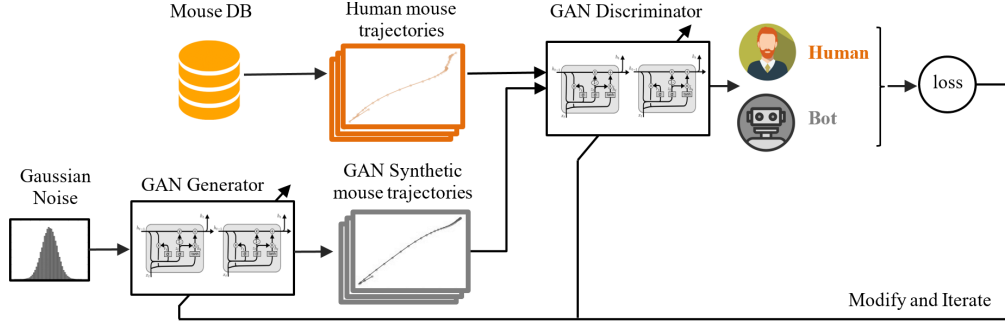 Mouse DB
Human mouse
trajectories
GAN Discriminator
Human
Bot
loss
Gaussian
Noise
GAN Generator
GAN Synthetic
mouse trajectories
Modify and Iterate